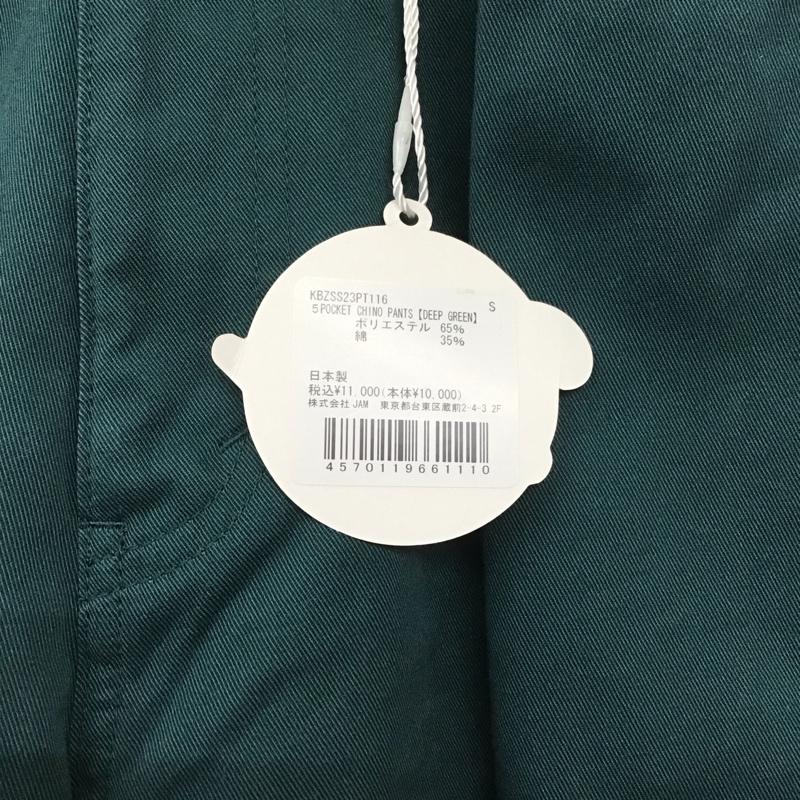 KBZSS23PT116 S
5POCKET CHINO PANTS【DEEP GREEN】
ポリエステル 65%
綿 35%
日本製
税込¥11,000(本体¥10,000)
株式会社JAM 東京都台東区蔵前2-4-3 2F
4570119661110